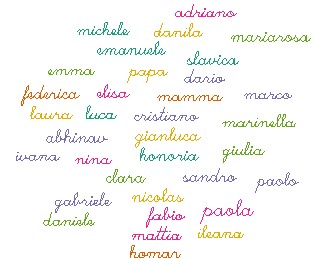 adriano
michele danila mariarosa
emanuele slavica
emma papa dario
federica elisa mamma marco
laura luca cristiano marinella
abhinav gianluca
ivana nina honoria giulia
clara sandro paolo
gabriele nicolas
daniele fabio paola
mattia ileana
homar